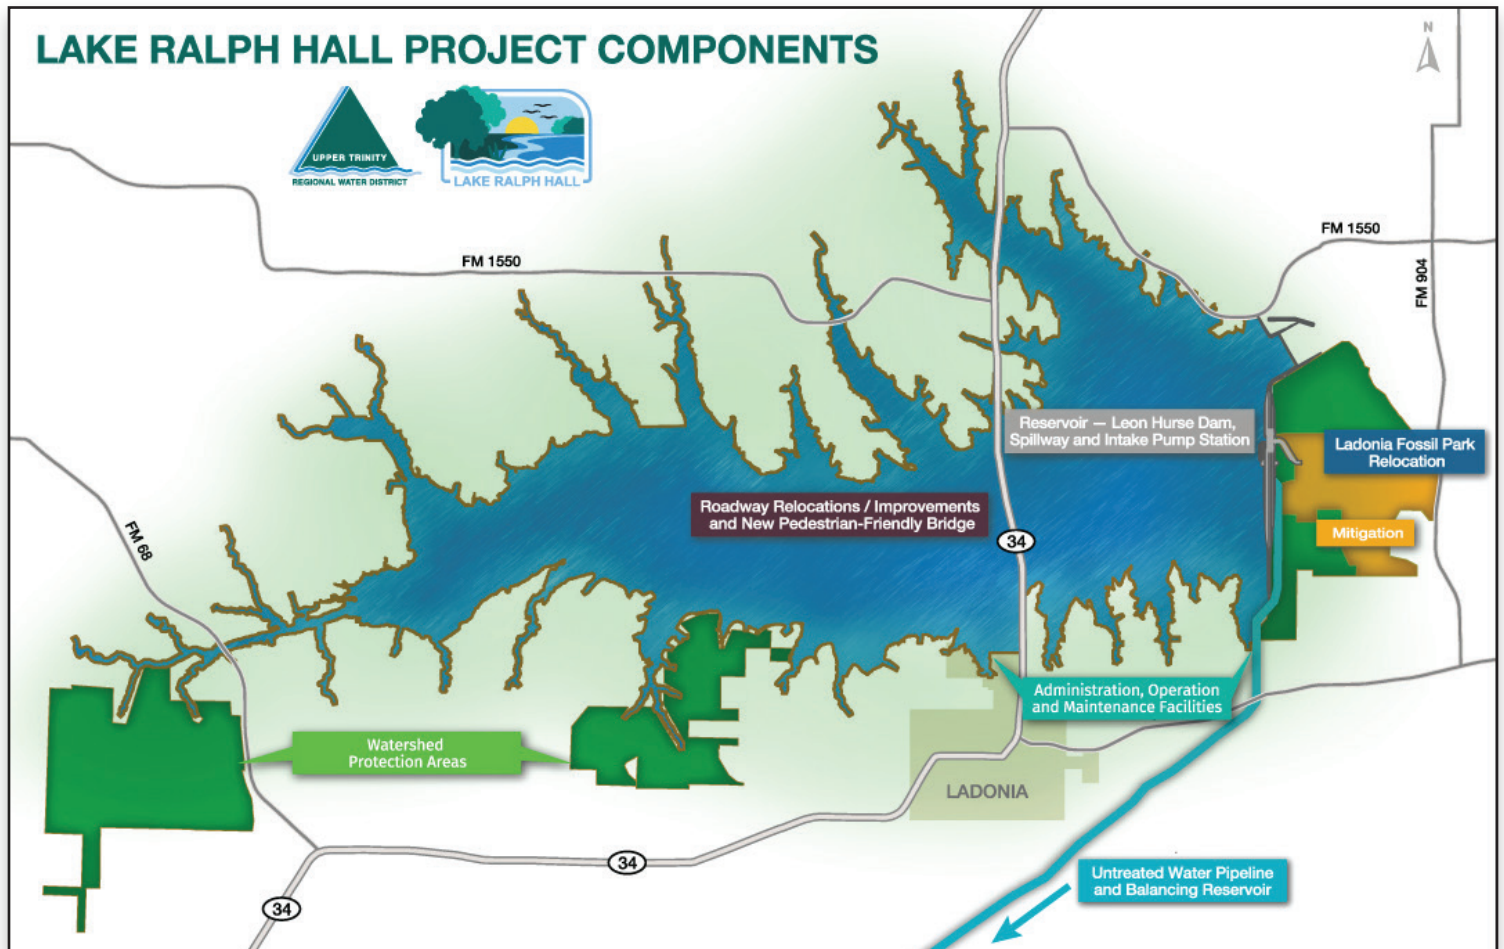 LAKE RALPH HALL PROJECT COMPONENTS
N
UPPER TRINITY
REGIONAL WATER DISTRICT
LAKE RALPH HALL
FM 1550
FM 1550
FM 904
Reservoir — Leon Hurse Dam,
Spillway and Intake Pump Station
Ladonia Fossil Park
Relocation
Roadway Relocations / Improvements
and New Pedestrian-Friendly Bridge
Mitigation
34
FM 68
Administration, Operation
and Maintenance Facilities
Watershed
Protection Areas
LADONIA
34
Untreated Water Pipeline
and Balancing Reservoir
34